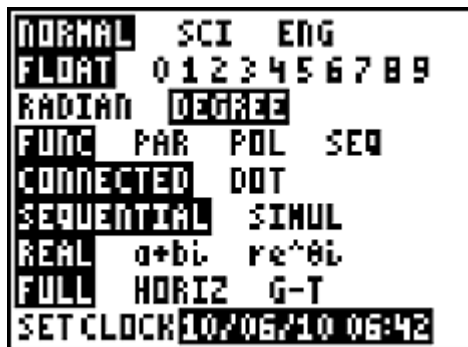 NORMAL SCI ENG
FLOAT 0 1 2 3 4 5 6 7 8 9
RADIAN DEGREE
FUNC PAR POL SEQ
CONNECTED DOT
SEQUENTIAL SIMUL
REAL a+bi re^θi
FULL HORIZ G-T
SET CLOCK 10/06/10 06:42